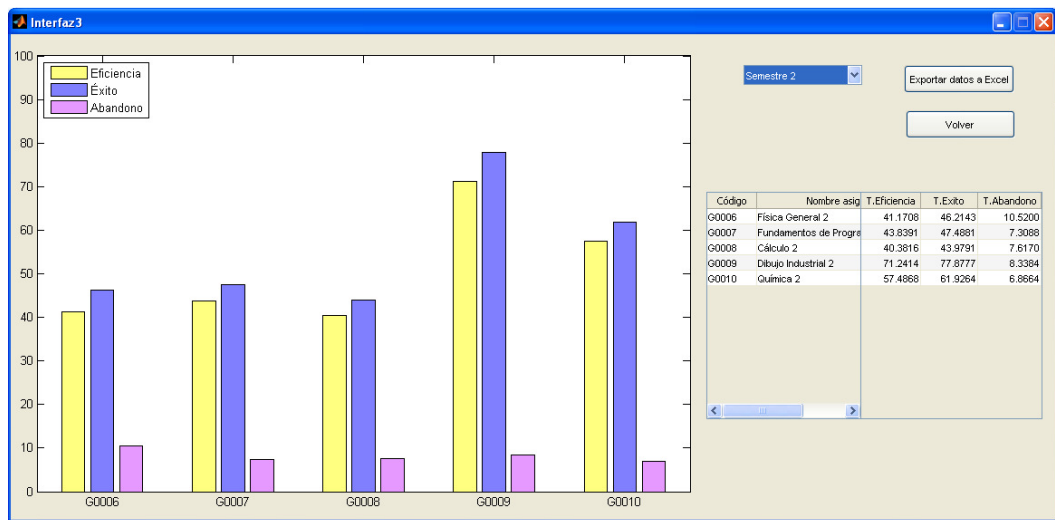 Interfaz3
100
90
80
70
60
50
40
30
20
10
0
Eficiencia
Éxito
Abandono
G0006 G0007 G0008 G0009 G0010
Semestre 2
Exportar datos a Excel
Volver
Código Nombre asig T.Eficiencia T.Exito T.Abandono
G0006 Física General 2 41.1708 46.2143 10.5200
G0007 Fundamentos de Progra 43.8391 47.4881 7.3088
G0008 Cálculo 2 40.3816 43.9791 7.6170
G0009 Dibujo Industrial 2 71.2414 77.8777 8.3384
G0010 Química 2 57.4868 61.9264 6.8664